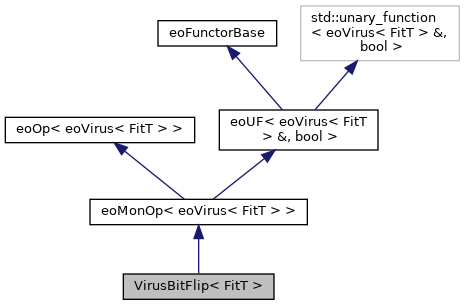 eoFunctorBase
std::unary_function
< eoVirus< FitT > &,
bool >
eoOp< eoVirus< FitT > >
eoUF< eoVirus< FitT
> &, bool >
eoMonOp< eoVirus< FitT > >
VirusBitFlip< FitT >